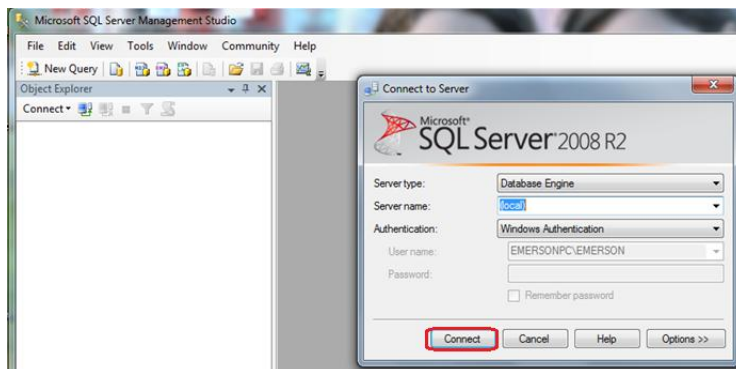 Microsoft SQL Server Management Studio
File Edit View Tools Window Community Help
New Query
Object Explorer
Connect
Connect to Server
Microsoft®
SQL Server® 2008 R2
Server type: Database Engine
Server name: (local)
Authentication: Windows Authentication
User name: EMERSONPC\EMERSON
Password:
Remember password
Connect Cancel Help Options >>